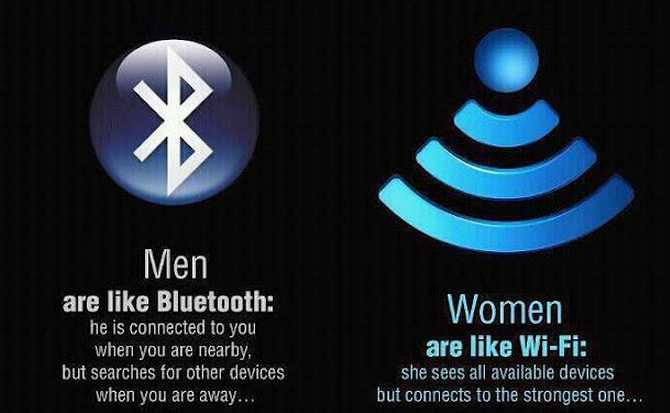 Men
are like Bluetooth:
he is connected to you
when you are nearby,
but searches for other devices
when you are away...
Women
are like Wi-Fi:
she sees all available devices
but connects to the strongest one...